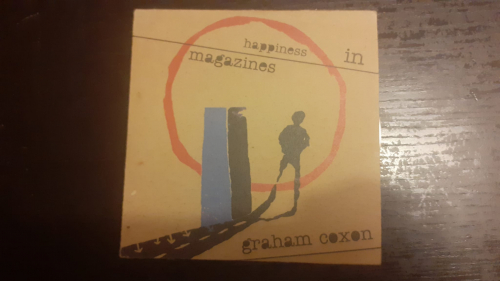 happiness in
magazines
graham coxon